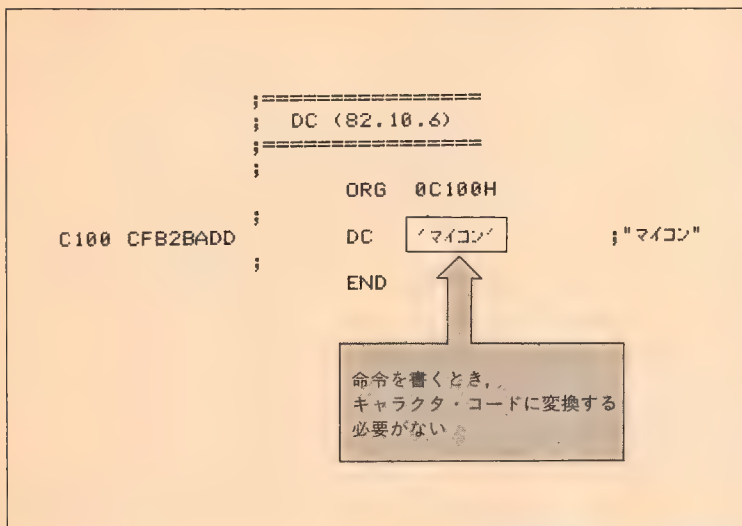 ;=================
; DC (82.10.6)
;=================
;
ORG 0C100H
;
C100 CFB2BADD DC 'マイコン' ;"マイコン"
;
END
命令を書くとき,
キャラクタ・コードに変換する
必要がない